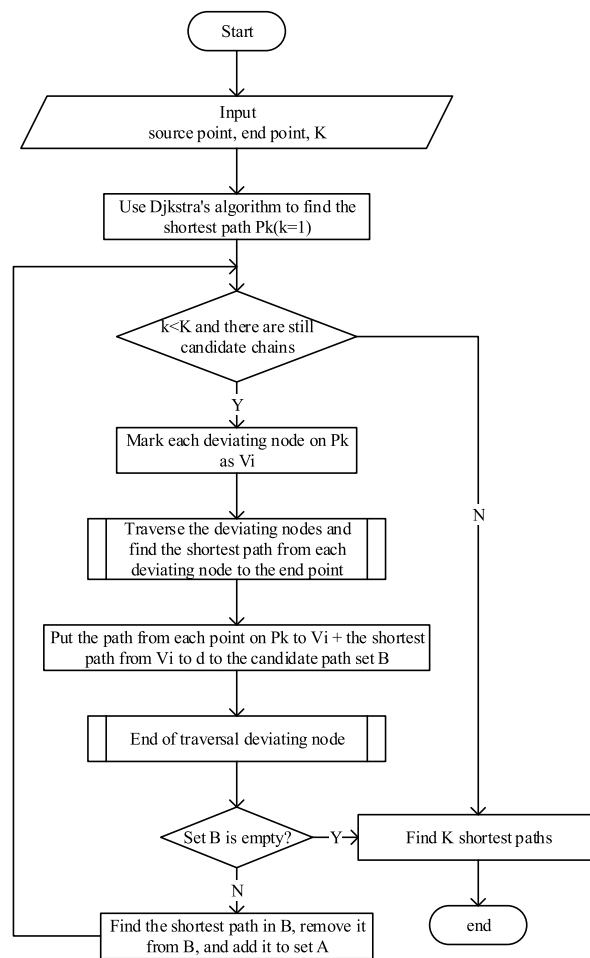 Start
Input
source point, end point, K
Use Djkstra's algorithm to find the
shortest path Pk(k=1)
k<K and there are still
candidate chains
Y
Mark each deviating node on Pk
as Vi
N
Traverse the deviating nodes and
find the shortest path from each
deviating node to the end point
Put the path from each point on Pk to Vi + the shortest
path from Vi to d to the candidate path set B
End of traversal deviating node
Set B is empty?
Y
Find K shortest paths
N
end
Find the shortest path in B, remove it
from B, and add it to set A